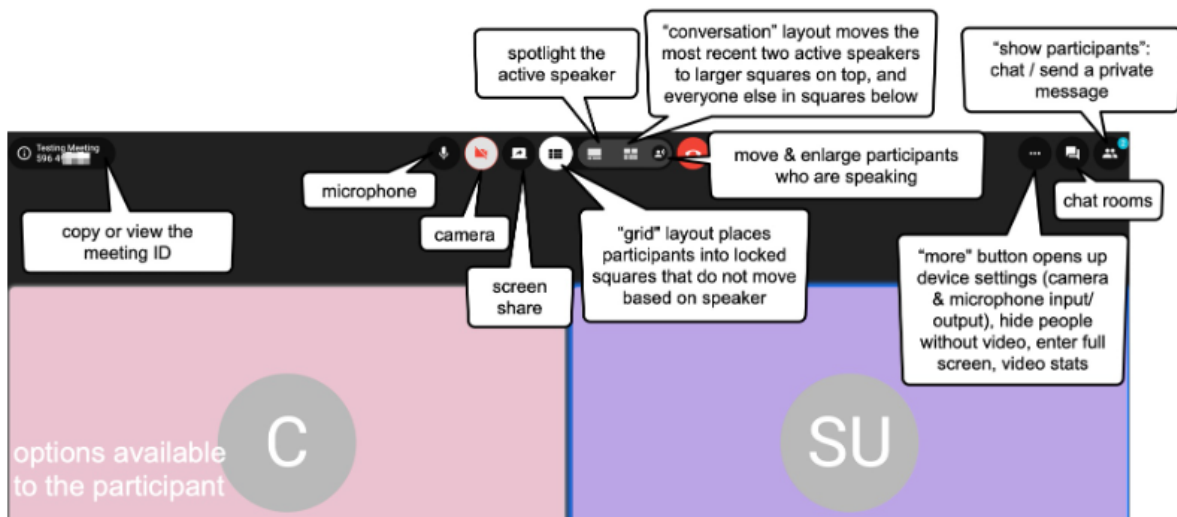 "conversation" layout moves the
most recent two active speakers
to larger squares on top, and
everyone else in squares below
spotlight the
active speaker
"show participants":
chat / send a private
message
Testing Meeting
596 4
microphone
camera
screen
share
move & enlarge participants
who are speaking
chat rooms
copy or view the
meeting ID
"grid" layout places
participants into locked
squares that do not move
based on speaker
"more" button opens up
device settings (camera
& microphone input/
output), hide people
without video, enter full
screen, video stats
C
SU
options available
to the participant